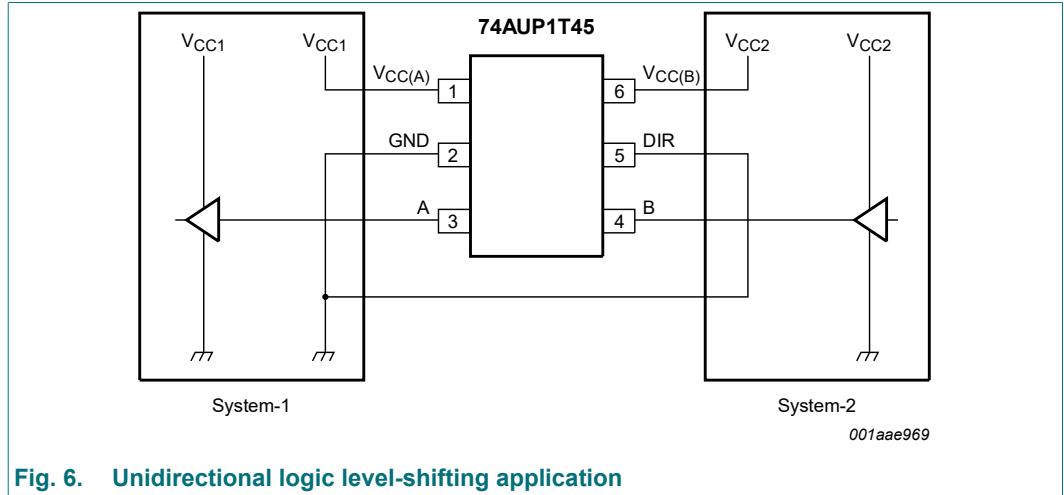 74AUP1T45
VCC1 VCC1 VCC2 VCC2
VCC(A) VCC(B)
1 6
GND DIR
2 5
A B
3 4
System-1 System-2
001aae969
Fig. 6. Unidirectional logic level-shifting application